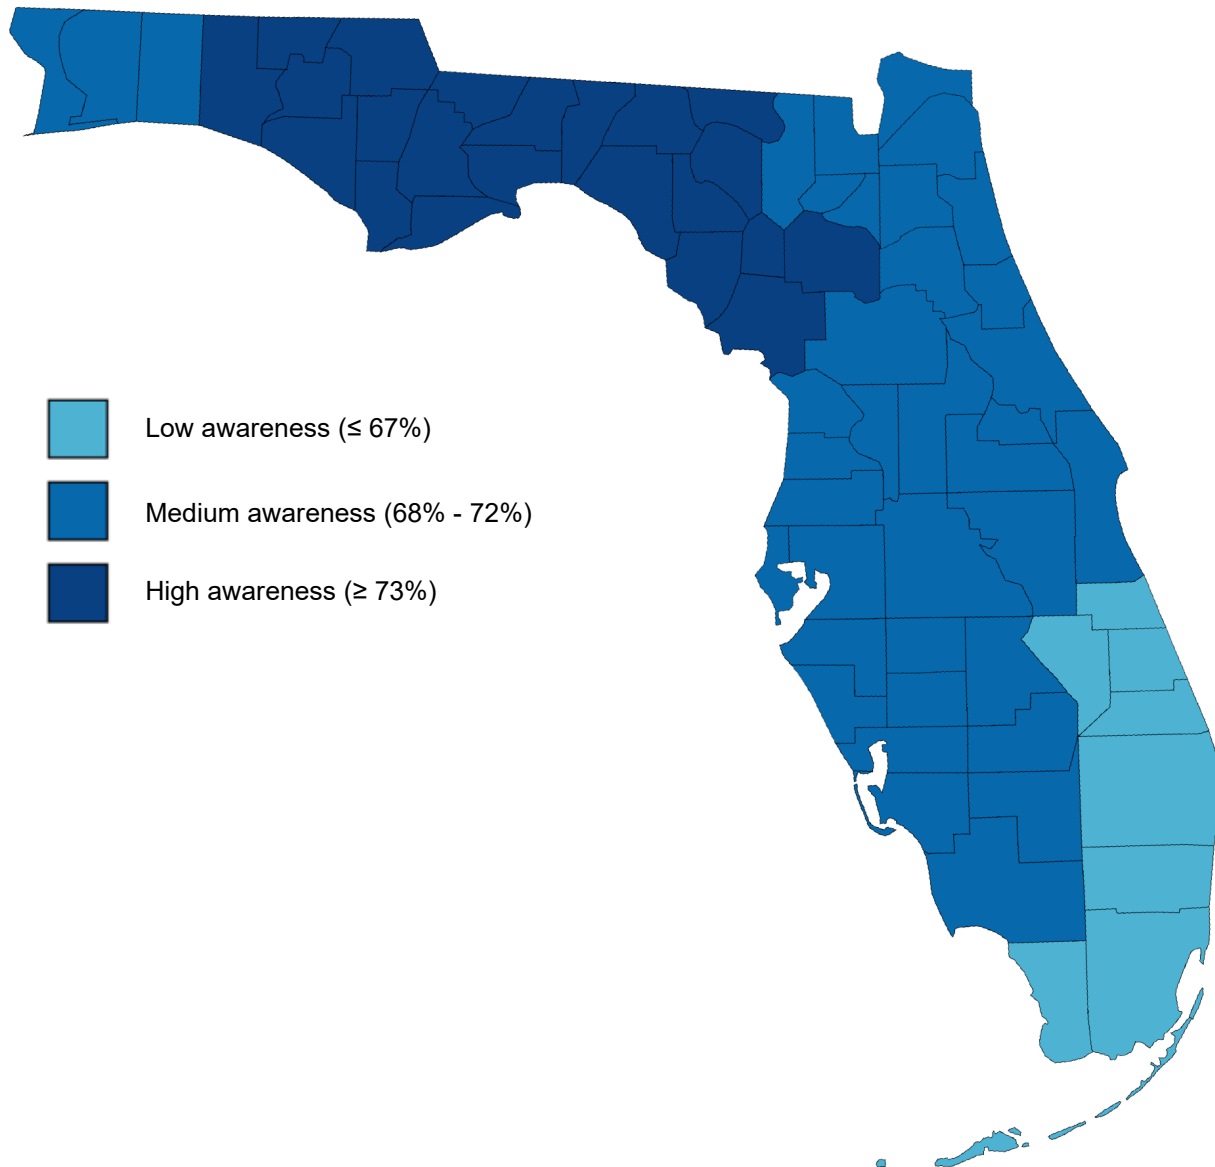 Low awareness (≤ 67%)
Medium awareness (68% - 72%)
High awareness (≥ 73%)